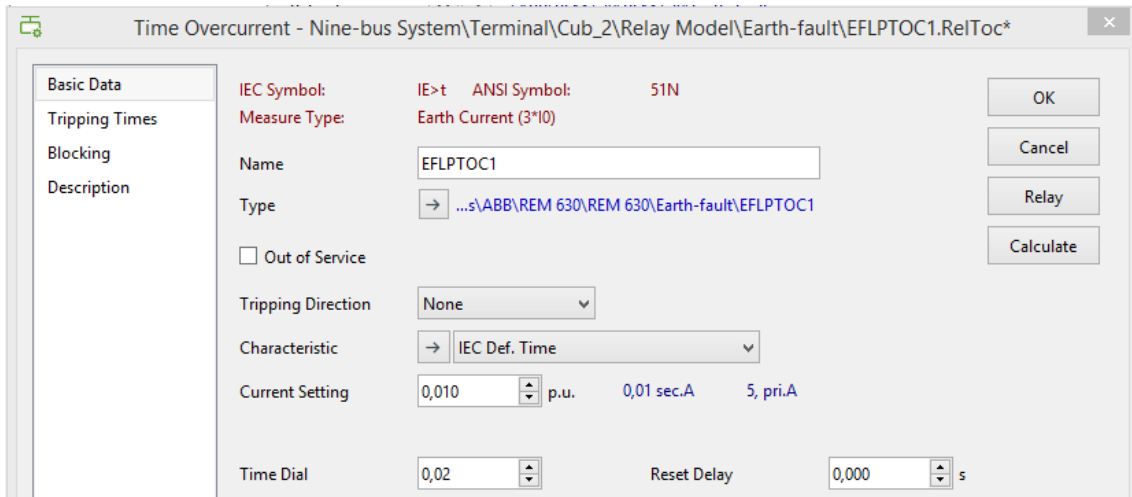 Time Overcurrent - Nine-bus System\Terminal\Cub_2\Relay Model\Earth-fault\EFLPTOC1.RelToc*
Basic Data
Tripping Times
Blocking
Description
IEC Symbol: IE>t ANSI Symbol: 51N
Measure Type: Earth Current (3*I0)
Name EFLPTOC1
Type → ...s\ABB\REM 630\REM 630\Earth-fault\EFLPTOC1
Out of Service
Tripping Direction None
Characteristic → IEC Def. Time
Current Setting 0,010 p.u. 0,01 sec.A 5, pri.A
Time Dial 0,02 Reset Delay 0,000 s
OK
Cancel
Relay
Calculate